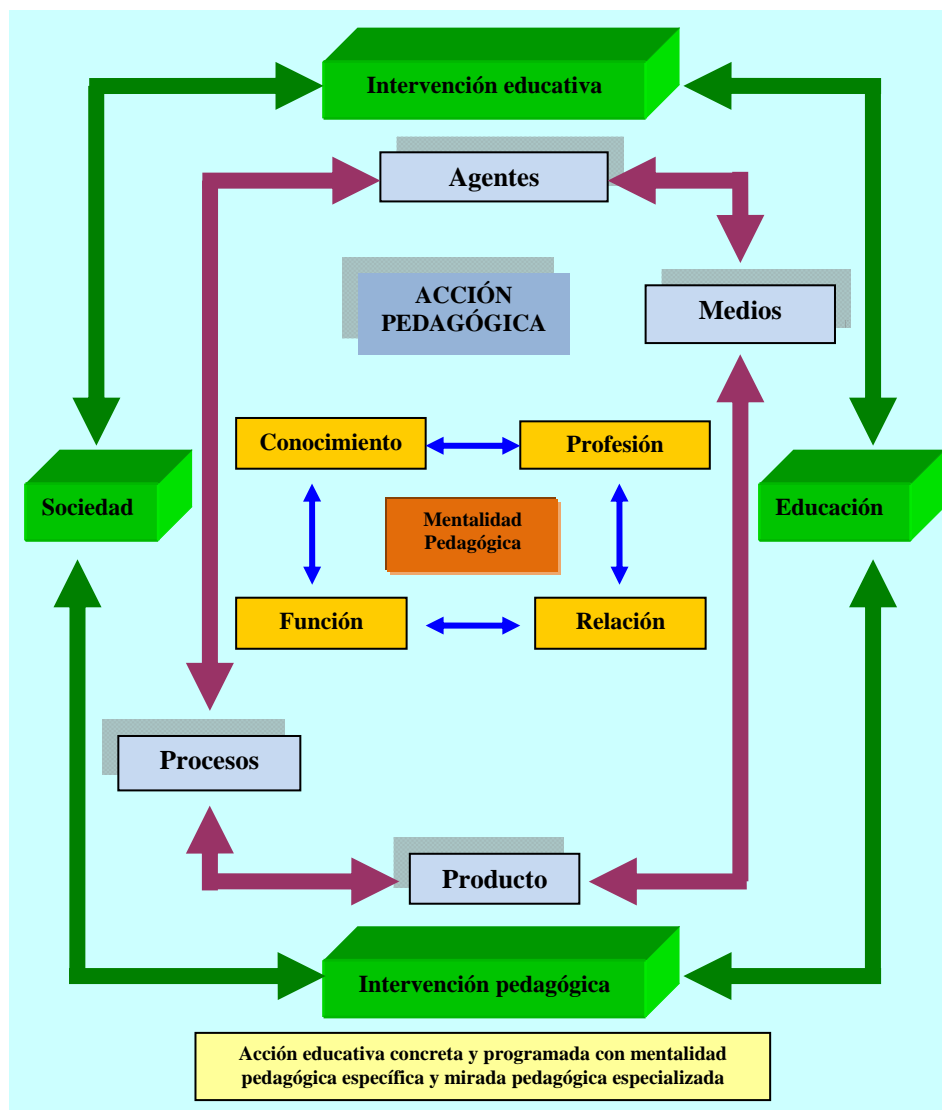 Intervención educativa
Agentes
ACCIÓN
PEDAGÓGICA
Medios
Conocimiento
Profesión
Sociedad
Mentalidad
Pedagógica
Educación
Función
Relación
Procesos
Producto
Intervención pedagógica
Acción educativa concreta y programada con mentalidad
pedagógica específica y mirada pedagógica especializada